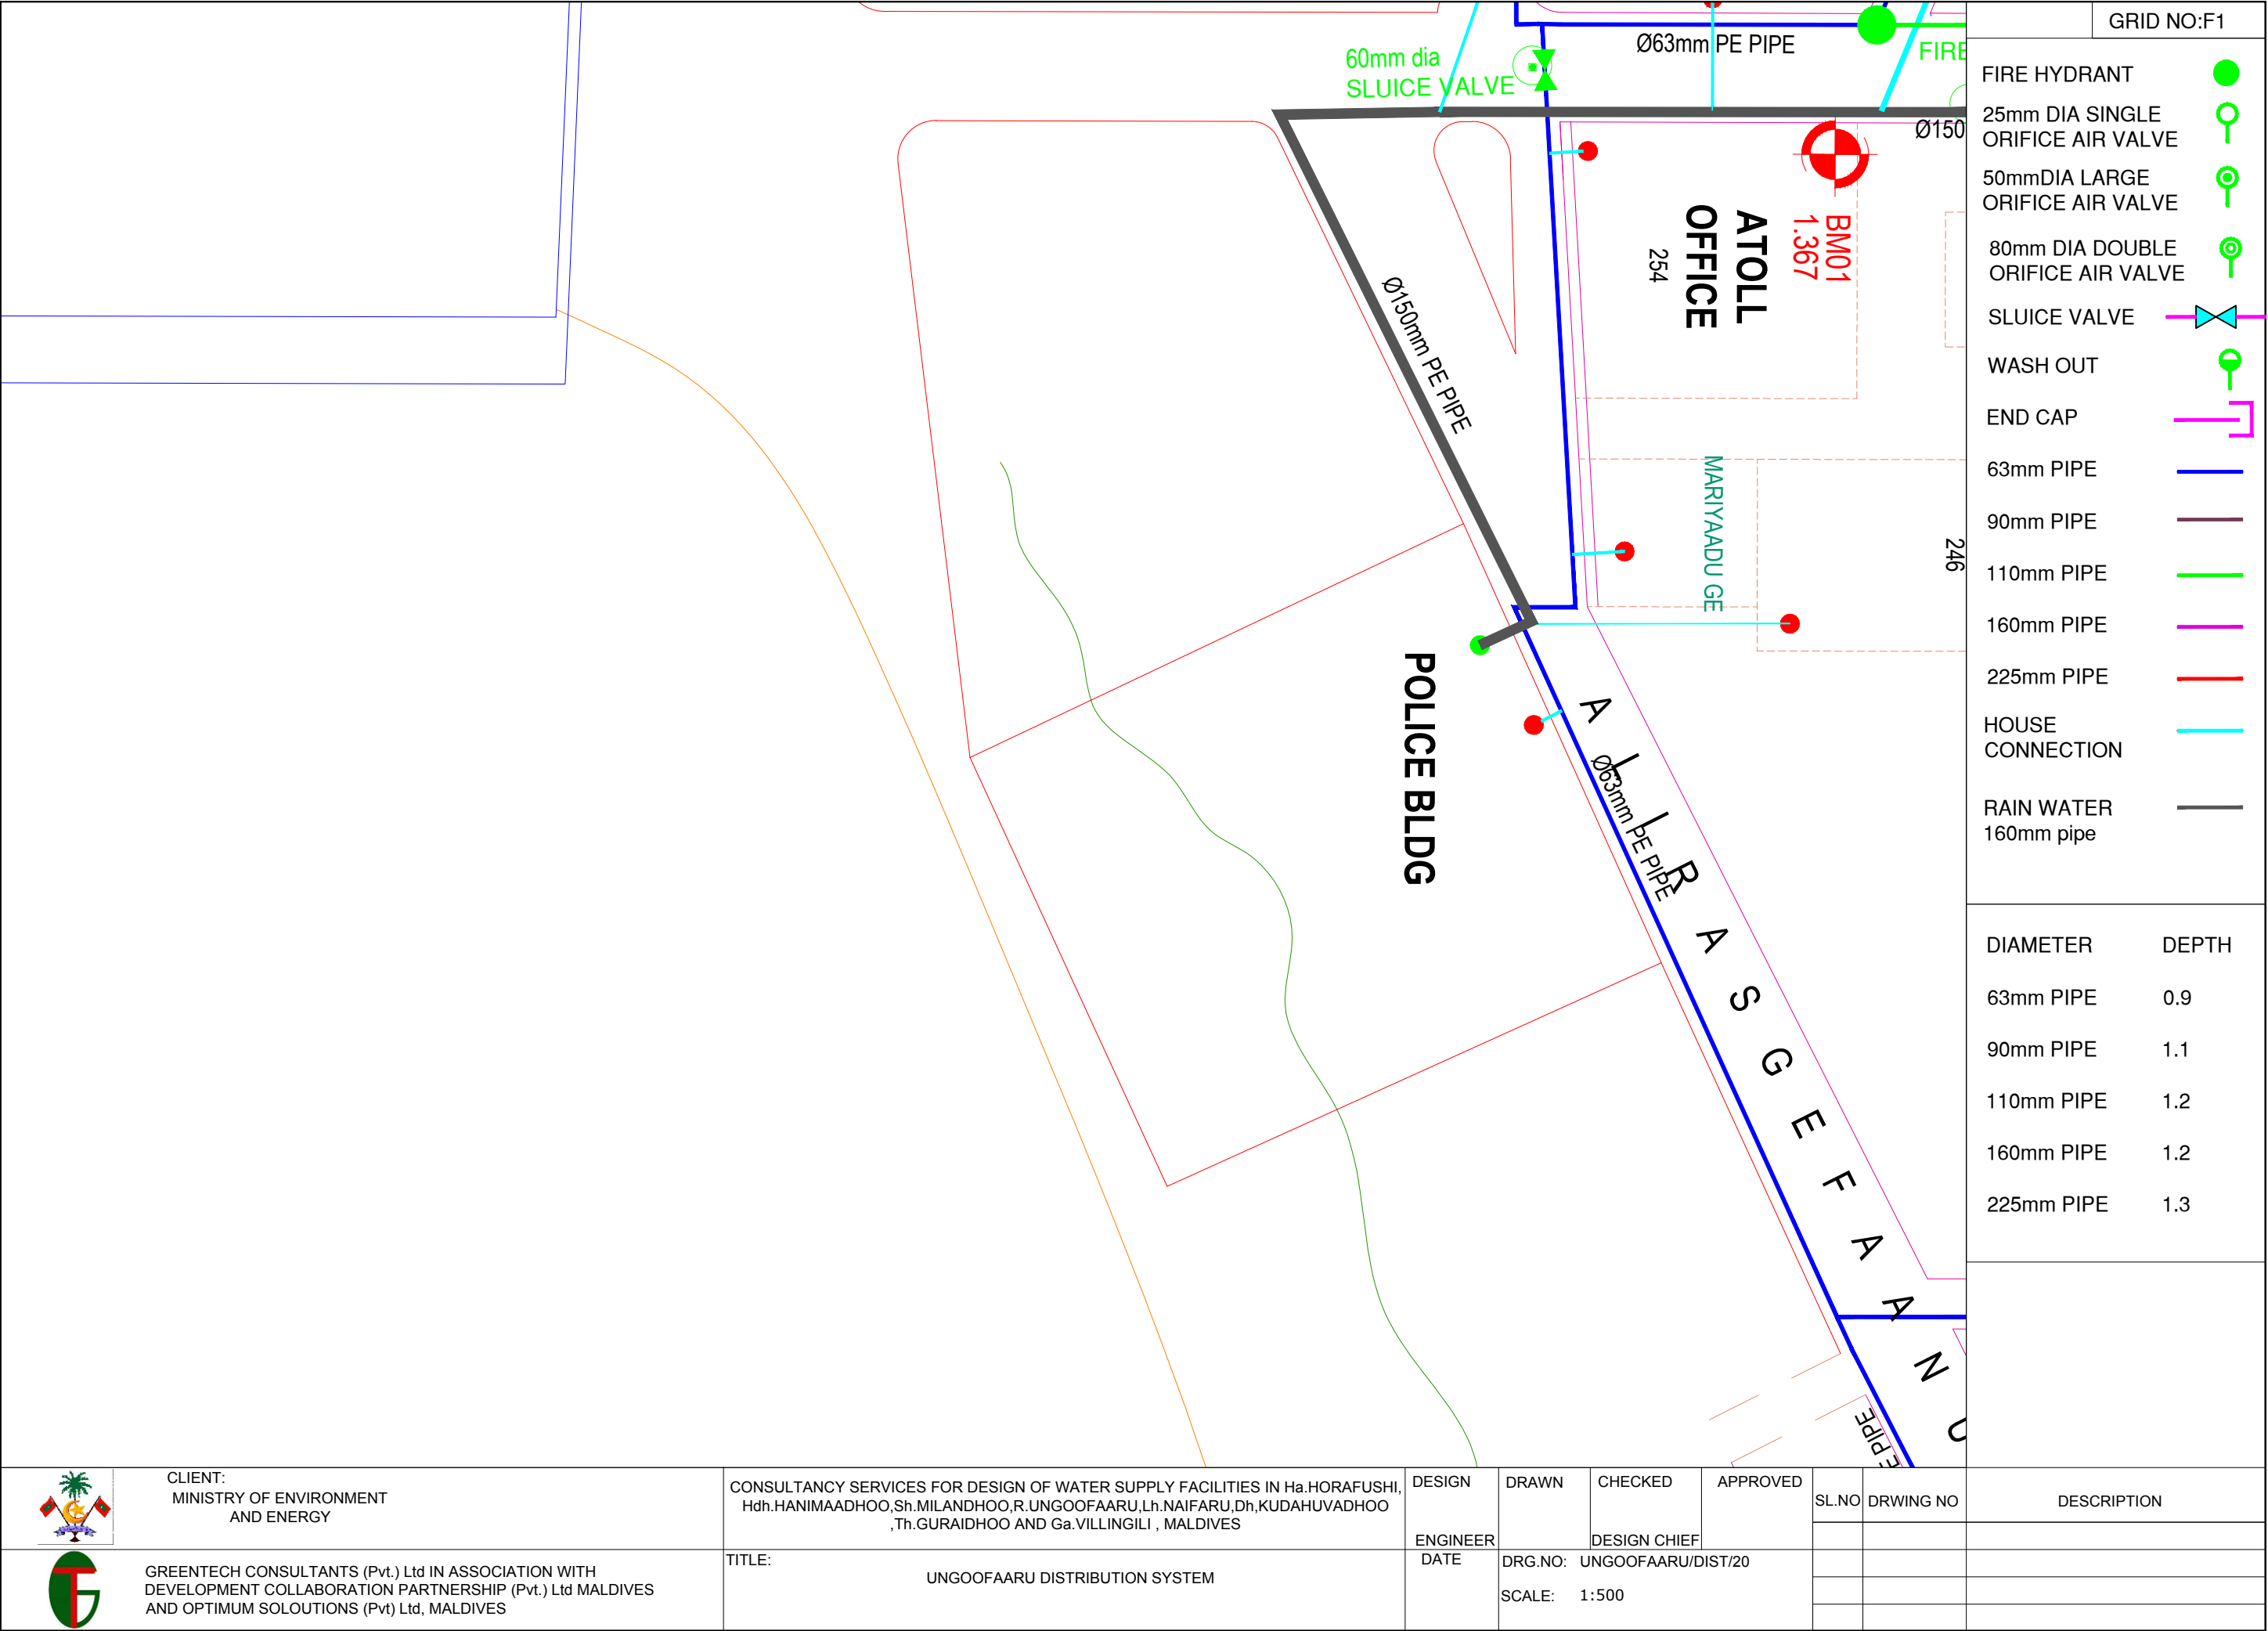 60mm dia
SLUICE VALVE
Ø63mm PE PIPE
FIRE
Ø150
BM01
1.367
ATOLL
OFFICE
254
Ø150mm PE PIPE
MARIYAADU GE
246
POLICE BLDG
ALI RASGEFAANU
Ø63mm PE PIPE
E PIPE
GRID NO:F1
FIRE HYDRANT
25mm DIA SINGLE
ORIFICE AIR VALVE
50mmDIA LARGE
ORIFICE AIR VALVE
80mm DIA DOUBLE
ORIFICE AIR VALVE
SLUICE VALVE
WASH OUT
END CAP
63mm PIPE
90mm PIPE
110mm PIPE
160mm PIPE
225mm PIPE
HOUSE
CONNECTION
RAIN WATER
160mm pipe
DIAMETER DEPTH
63mm PIPE 0.9
90mm PIPE 1.1
110mm PIPE 1.2
160mm PIPE 1.2
225mm PIPE 1.3
CLIENT:
MINISTRY OF ENVIRONMENT
AND ENERGY
GREENTECH CONSULTANTS (Pvt.) Ltd IN ASSOCIATION WITH
DEVELOPMENT COLLABORATION PARTNERSHIP (Pvt.) Ltd MALDIVES
AND OPTIMUM SOLOUTIONS (Pvt) Ltd, MALDIVES
CONSULTANCY SERVICES FOR DESIGN OF WATER SUPPLY FACILITIES IN Ha.HORAFUSHI,
Hdh.HANIMAADHOO,Sh.MILANDHOO,R.UNGOOFAARU,Lh.NAIFARU,Dh,KUDAHUVADHOO
,Th.GURAIDHOO AND Ga.VILLINGILI , MALDIVES
TITLE:
UNGOOFAARU DISTRIBUTION SYSTEM
DESIGN DRAWN CHECKED APPROVED
ENGINEER DESIGN CHIEF
DATE
DRG.NO: UNGOOFAARU/DIST/20
SCALE: 1:500
SL.NO DRWING NO DESCRIPTION